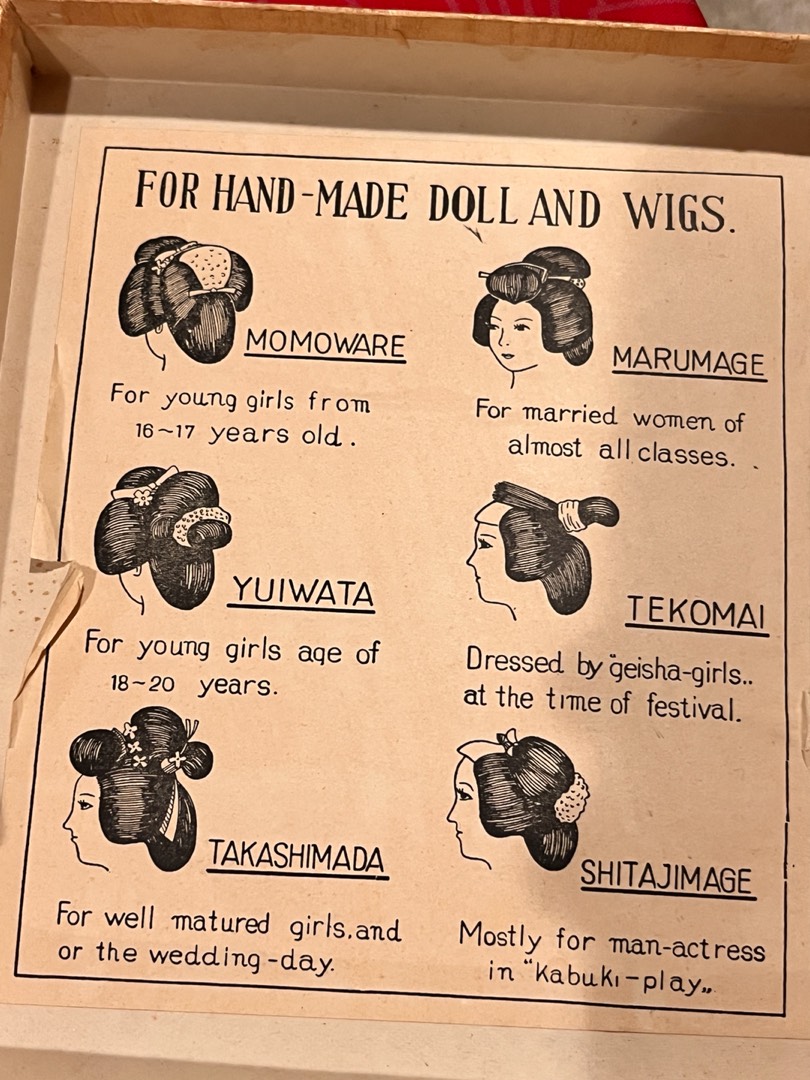 FOR HAND-MADE DOLL AND WIGS.
MOMOWARE
For young girls from
16~17 years old.
MARUMAGE
For married women of
almost all classes.
YUIWATA
For young girls age of
18~20 years.
TEKOMAI
Dressed by "geisha-girls„
at the time of festival.
TAKASHIMADA
For well matured girls.and
or the wedding-day.
SHITAJIMAGE
Mostly for man-actress
in "kabuki-play„